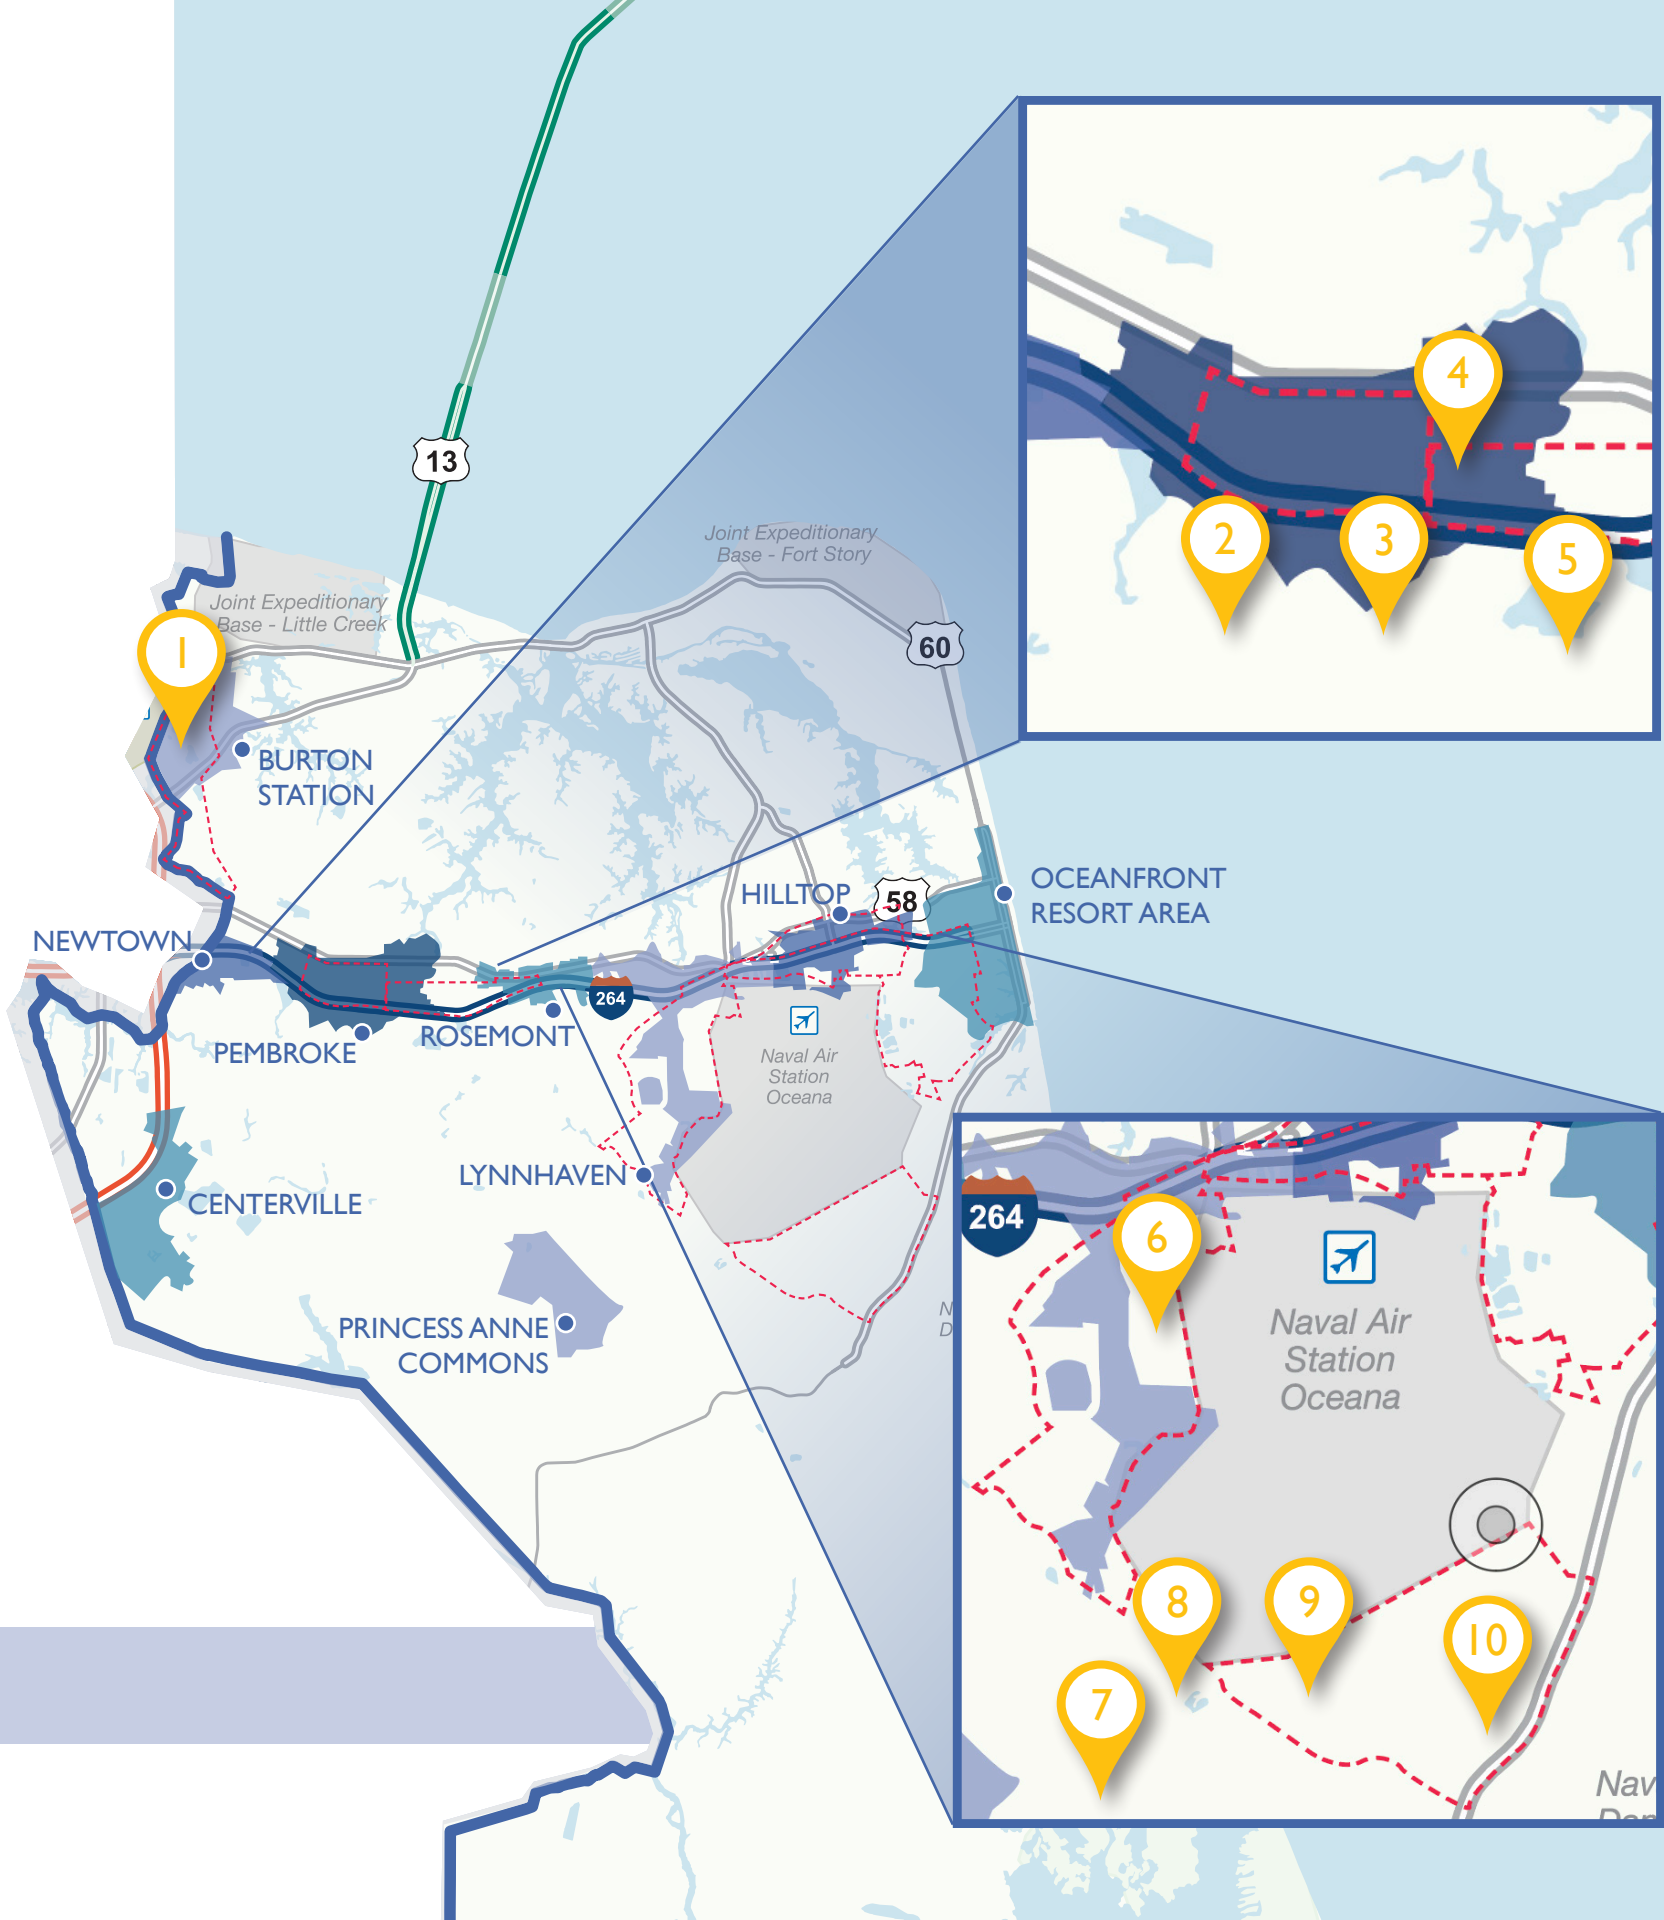 13
Joint Expeditionary
Base - Fort Story
Joint Expeditionary
Base - Little Creek
60
1
4
2
3
5
BURTON
STATION
HILLTOP
58
OCEANFRONT
RESORT AREA
NEWTOWN
264
PEMBROKE
ROSEMONT
Naval Air
Station
Oceana
LYNNHAVEN
CENTERVILLE
N
D
PRINCESS ANNE
COMMONS
264
6
Naval Air
Station
Oceana
8
9
10
7
Nav
Dam